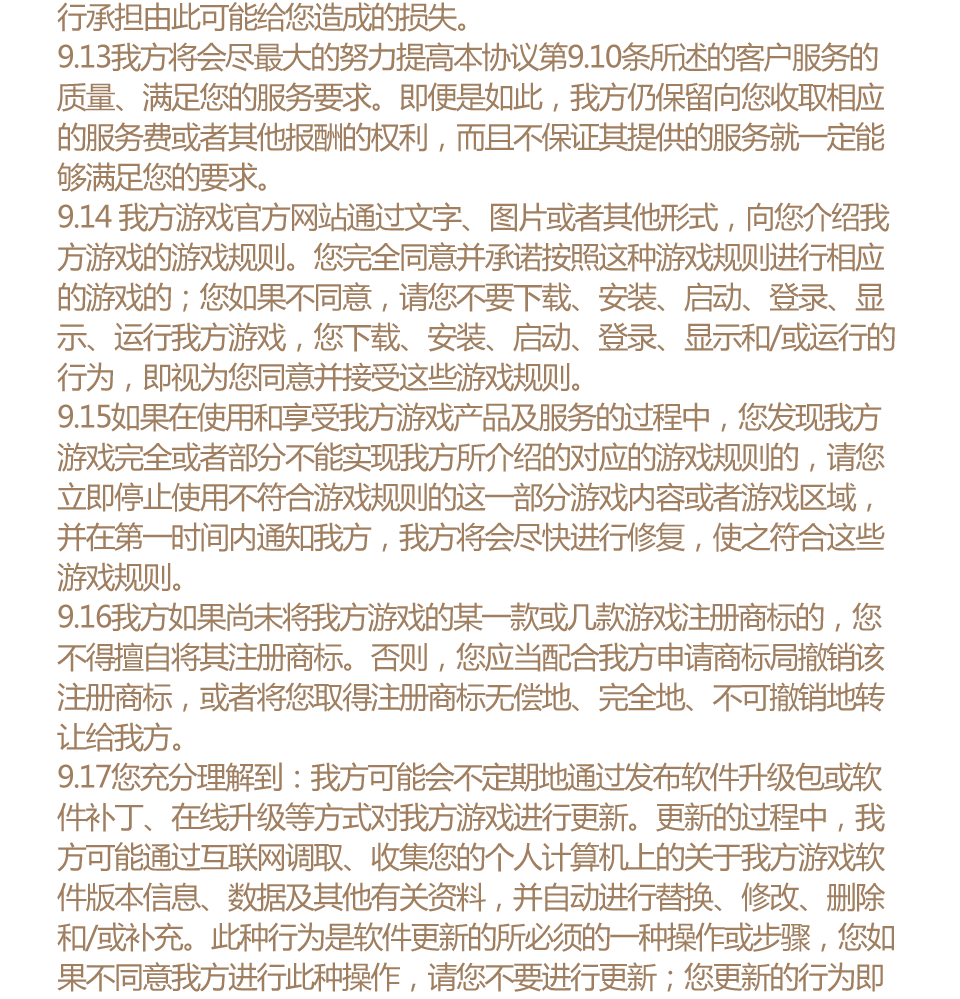 行承担由此可能给您造成的损失。
9.13我方将会尽最大的努力提高本协议第9.10条所述的客户服务的
质量、满足您的服务要求。即便是如此，我方仍保留向您收取相应
的服务费或者其他报酬的权利，而且不保证其提供的服务就一定能
够满足您的要求。
9.14 我方游戏官方网站通过文字、图片或者其他形式，向您介绍我
方游戏的游戏规则。您完全同意并承诺按照这种游戏规则进行相应
的游戏的；您如果不同意，请您不要下载、安装、启动、登录、显
示、运行我方游戏，您下载、安装、启动、登录、显示和/或运行的
行为，即视为您同意并接受这些游戏规则。
9.15如果在使用和享受我方游戏产品及服务的过程中，您发现我方
游戏完全或者部分不能实现我方所介绍的对应的游戏规则的，请您
立即停止使用不符合游戏规则的这一部分游戏内容或者游戏区域，
并在第一时间内通知我方，我方将会尽快进行修复，使之符合这些
游戏规则。
9.16我方如果尚未将我方游戏的某一款或几款游戏注册商标的，您
不得擅自将其注册商标。否则，您应当配合我方申请商标局撤销该
注册商标，或者将您取得注册商标无偿地、完全地、不可撤销地转
让给我方。
9.17您充分理解到：我方可能会不定期地通过发布软件升级包或软
件补丁、在线升级等方式对我方游戏进行更新。更新的过程中，我
方可能通过互联网调取、收集您的个人计算机上的关于我方游戏软
件版本信息、数据及其他有关资料，并自动进行替换、修改、删除
和/或补充。此种行为是软件更新的所必须的一种操作或步骤，您如
果不同意我方进行此种操作，请您不要进行更新；您更新的行为即